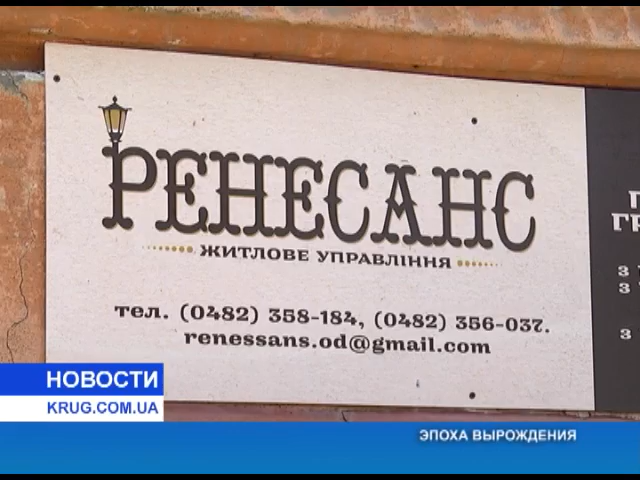 РЕНЕСАНС
ЖИТЛОВЕ УПРАВЛІННЯ
тел. (0482) 358-184, (0482) 356-037.
renessans.od@gmail.com
НОВОСТИ
KRUG.COM.UA
ЭПОХА ВЫРОЖДЕНИЯ